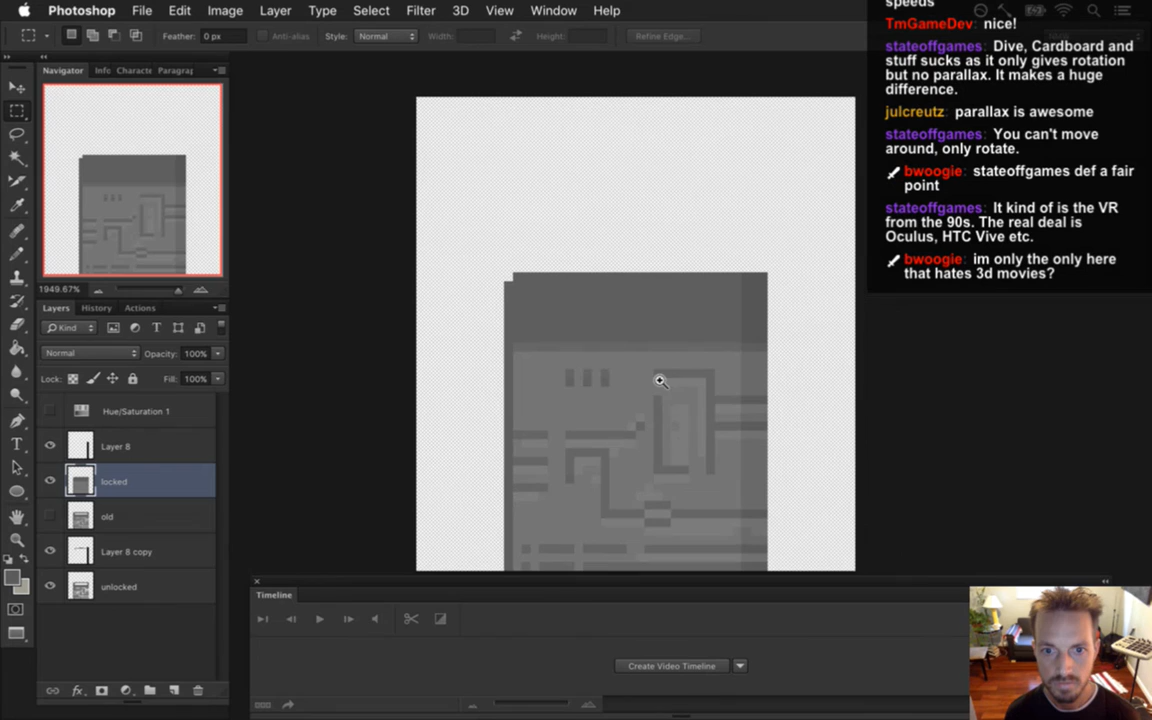 Photoshop File Edit Image Layer Type Select Filter 3D View Window Help
Feather: 0 px Anti-alias Style: Normal Width: Height: Refine Edge...
Navigator Info Characte Paragrap
1949.67%
Layers History Actions
Kind
Normal Opacity: 100%
Lock: Fill: 100%
Hue/Saturation 1
Layer 8
locked
old
Layer 8 copy
unlocked
Timeline
Create Video Timeline
speeds
TmGameDev: nice!
stateoffgames: Dive, Cardboard and
stuff sucks as it only gives rotation
but no parallax. It makes a huge
difference.
julcreutz: parallax is awesome
stateoffgames: You can't move
around, only rotate.
bwoogie: stateoffgames def a fair
point
stateoffgames: It kind of is the VR
from the 90s. The real deal is
Oculus, HTC Vive etc.
bwoogie: im only the only here
that hates 3d movies?